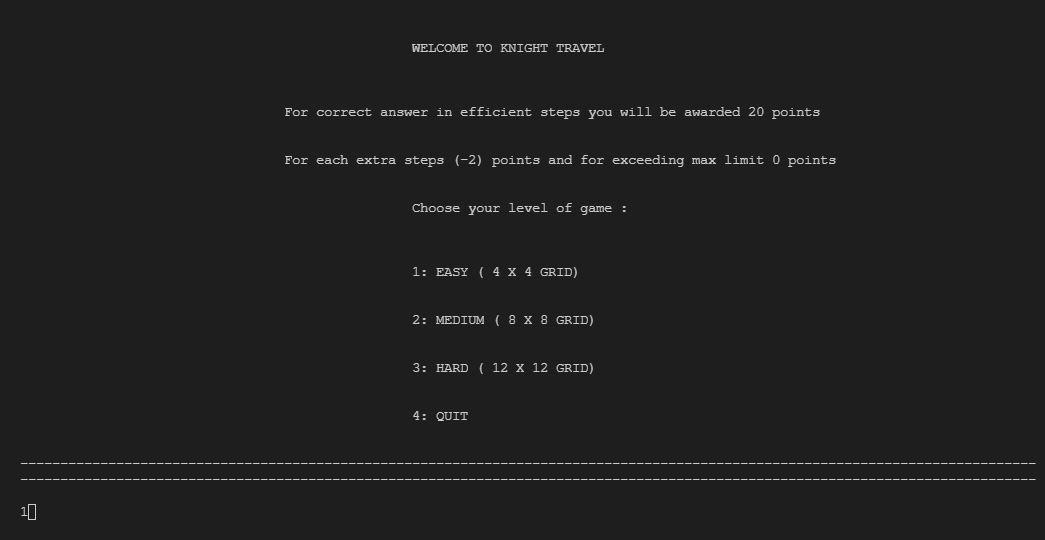 WELCOME TO KNIGHT TRAVEL
For correct answer in efficient steps you will be awarded 20 points
For each extra steps (-2) points and for exceeding max limit 0 points
Choose your level of game :
1: EASY ( 4 X 4 GRID)
2: MEDIUM ( 8 X 8 GRID)
3: HARD ( 12 X 12 GRID)
4: QUIT
-------------------------------------------------------------------------------------------------------------------------------
-------------------------------------------------------------------------------------------------------------------------------
1